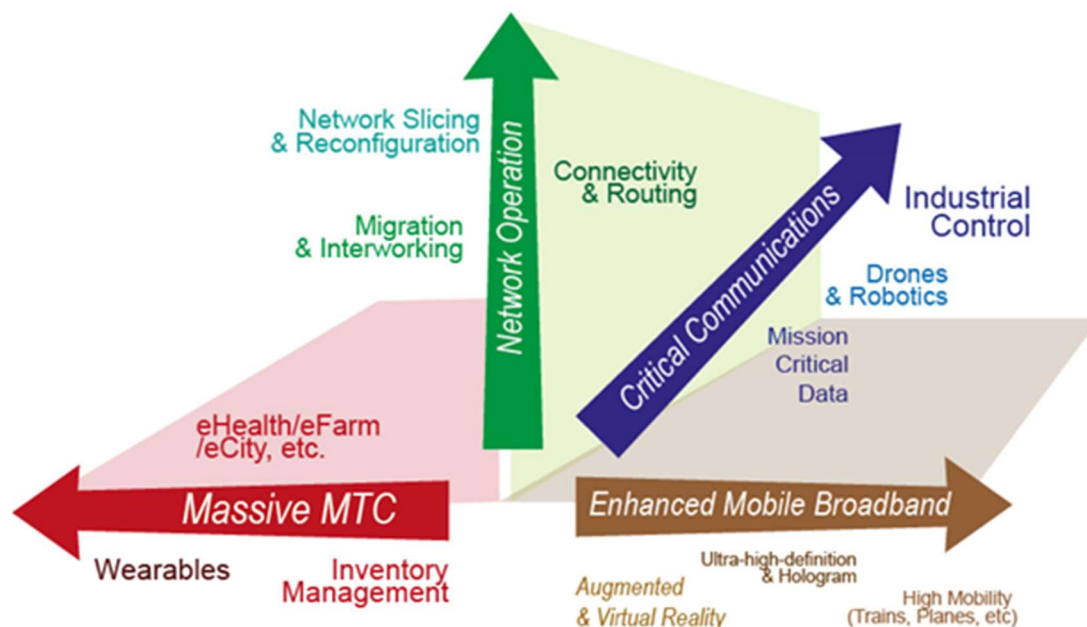 Network Slicing
& Reconfiguration
Migration
& Interworking
Network Operation
Connectivity
& Routing
Critical Communications
Industrial
Control
Drones
& Robotics
Mission
Critical
Data
eHealth/eFarm
/eCity, etc.
Massive MTC
Wearables
Inventory
Management
Enhanced Mobile Broadband
Ultra-high-definition
& Hologram
Augmented
& Virtual Reality
High Mobility
(Trains, Planes, etc)